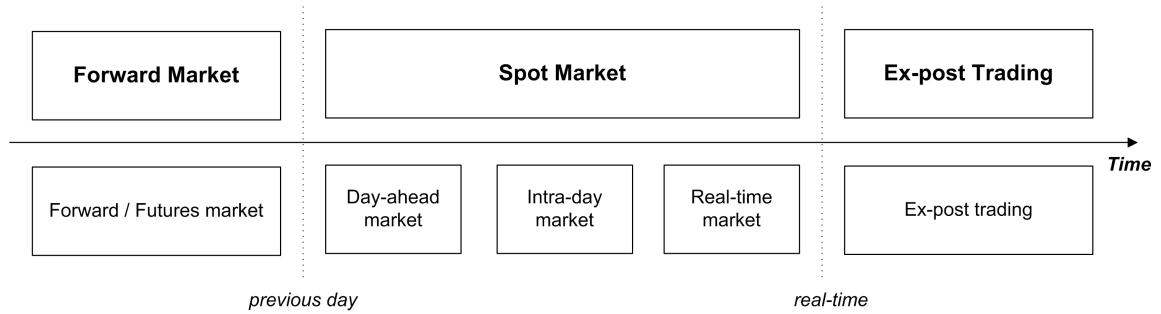 Forward Market
Spot Market
Ex-post Trading
Time
Forward / Futures market
Day-ahead
market
Intra-day
market
Real-time
market
Ex-post trading
previous day
real-time